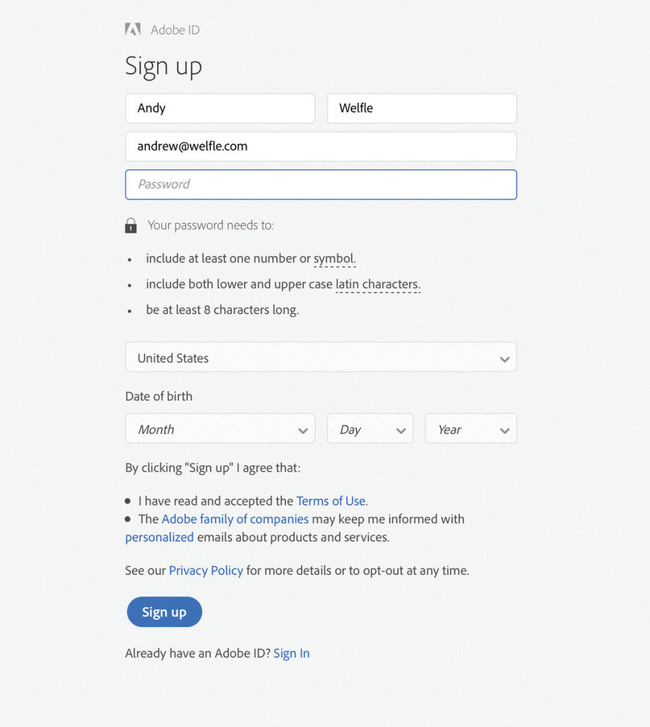 Adobe ID
Sign up
Andy Welfle
andrew@welfle.com
Password
Your password needs to:
• include at least one number or symbol.
• include both lower and upper case latin characters.
• be at least 8 characters long.
United States
Date of birth
Month Day Year
By clicking "Sign up" I agree that:
• I have read and accepted the Terms of Use.
• The Adobe family of companies may keep me informed with
personalized emails about products and services.
See our Privacy Policy for more details or to opt-out at any time.
Sign up
Already have an Adobe ID? Sign In